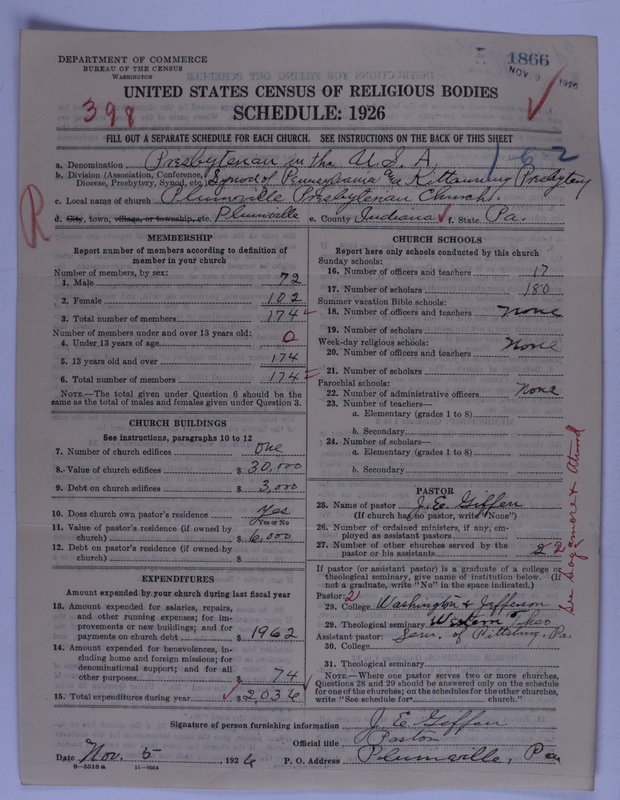 DEPARTMENT OF COMMERCE
BUREAU OF THE CENSUS
WASHINGTON
1866
NOV 9 1926
UNITED STATES CENSUS OF RELIGIOUS BODIES
SCHEDULE: 1926
398
FILL OUT A SEPARATE SCHEDULE FOR EACH CHURCH. SEE INSTRUCTIONS ON THE BACK OF THIS SHEET
a. Denomination Presbyterian in the U.S.A.
1/62
b. Division (Association, Conference, Diocese, Presbytery, Synod, etc.) Synod of Pennsylvania Kittanning Presbytery
c. Local name of church Plumville Presbyterian Church.
d. City, town, village, or township, etc. Plumville e. County Indiana f. State Pa.
R
MEMBERSHIP
Report number of members according to definition of
member in your church
Number of members, by sex:
1. Male 72
2. Female 102
3. Total number of members 174
Number of members under and over 13 years old:
4. Under 13 years of age 0
5. 13 years old and over 174
6. Total number of members 174
NOTE.—The total given under Question 6 should be
same as the total of males and females given under Question 3.
CHURCH BUILDINGS
See instructions, paragraphs 10 to 12
7. Number of church edifices One
8. Value of church edifices $ 30,000
9. Debt on church edifices $ 3,000
10. Does church own pastor's residence? Yes
Yes or No
11. Value of pastor's residence (if owned by
church) $ 6,000
12. Debt on pastor's residence (if owned by
church) $
EXPENDITURES
Amount expended by your church during last fiscal year
13. Amount expended for salaries, repairs,
and other running expenses; for im-
provements or new buildings; and for
payments on church debt $ 1962
14. Amount expended for benevolences, in-
cluding home and foreign missions; for
denominational support; and for all
other purposes $ 74
15. Total expenditures during year $ 2036
CHURCH SCHOOLS
Report here only schools conducted by this church
Sunday schools:
16. Number of officers and teachers 17
17. Number of scholars 180
Summer vacation Bible schools:
18. Number of officers and teachers none
19. Number of scholars
Week-day religious schools:
20. Number of officers and teachers none
21. Number of scholars
Parochial schools:
22. Number of administrative officers none
23. Number of teachers—
a. Elementary (grades 1 to 8)
b. Secondary
24. Number of scholars—
a. Elementary (grades 1 to 8)
b. Secondary
PASTOR
25. Name of pastor J. E. Giffen
(If church has no pastor, write "None")
26. Number of ordained ministers, if any, em-
ployed as assistant pastors
27. Number of other churches served by the
pastor or his assistants 2 2
If pastor (or assistant pastor) is a graduate of a college or
theological seminary, give name of institution below. (If
not a graduate, write "No" in the space indicated.)
Pastor: 2
28. College Washington & Jefferson
29. Theological seminary Western Theo
Assistant pastor: Sem. of Pittsburg, Pa.
30. College
31. Theological seminary
NOTE.—Where one pastor serves two or more churches,
Questions 28 and 29 should be answered only on the schedule
for one of the churches; on the schedules for the other churches,
write "See schedule for church."
See Sagamore & Atwood
Signature of person furnishing information J. E. Giffen
Official title Pastor
Date Nov. 5, 1926 P. O. Address Plumville, Pa
8—5518a 11—6664